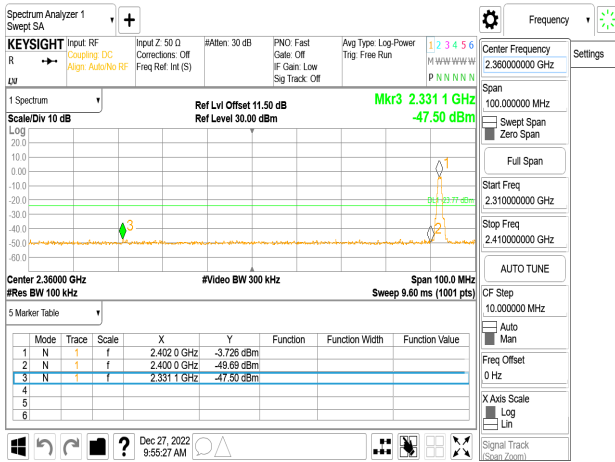 Spectrum Analyzer 1
Swept SA
Frequency
KEYSIGHT Input: RF Input Z: 50 Ω #Atten: 30 dB PNO: Fast Avg Type: Log-Power 1 2 3 4 5 6
R Coupling: DC Corrections: Off Gate: Off Trig: Free Run M W W W W W
Align: Auto/No RF Freq Ref: Int (S) IF Gain: Low
Sig Track: Off P N N N N N
LXI
Center Frequency
2.360000000 GHz
Settings
1 Spectrum
Ref Lvl Offset 11.50 dB Mkr3 2.331 1 GHz
Scale/Div 10 dB Ref Level 30.00 dBm -47.50 dBm
Log
20.0
10.0
0.00
-10.0
-20.0
-30.0
-40.0
-50.0
-60.0
1
DL1 -23.77 dBm
2
3
Center 2.36000 GHz #Video BW 300 kHz Span 100.0 MHz
#Res BW 100 kHz Sweep 9.60 ms (1001 pts)
Span
100.000000 MHz
Swept Span
Zero Span
Full Span
Start Freq
2.310000000 GHz
Stop Freq
2.410000000 GHz
AUTO TUNE
CF Step
10.000000 MHz
Auto
Man
Freq Offset
0 Hz
X Axis Scale
Log
Lin
Signal Track
(Span Zoom)
5 Marker Table
Mode Trace Scale X Y Function Function Width Function Value
1 N 1 f 2.402 0 GHz -3.726 dBm
2 N 1 f 2.400 0 GHz -49.69 dBm
3 N 1 f 2.331 1 GHz -47.50 dBm
4
5
6
Dec 27, 2022
9:55:27 AM